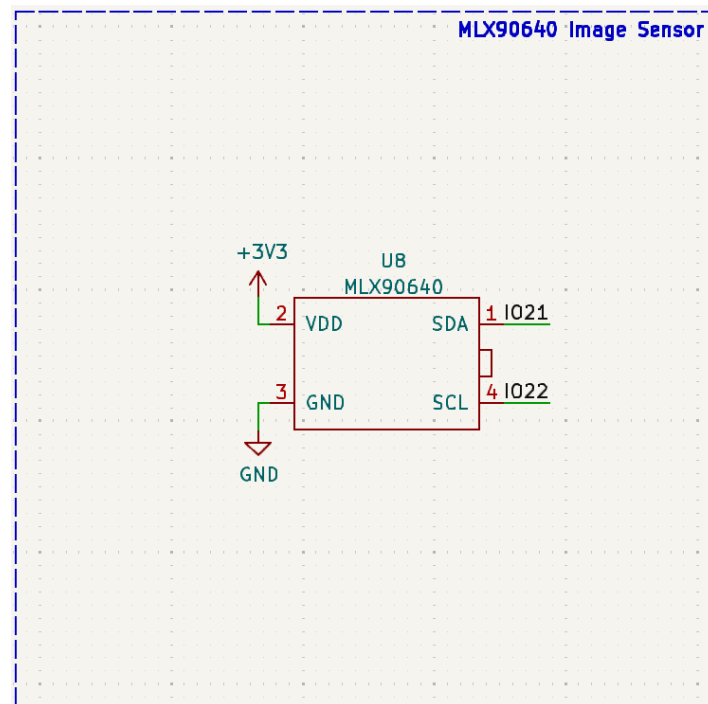 MLX90640 Image Sensor
+3V3
U8
MLX90640
2 VDD SDA 1 IO21
3 GND SCL 4 IO22
GND